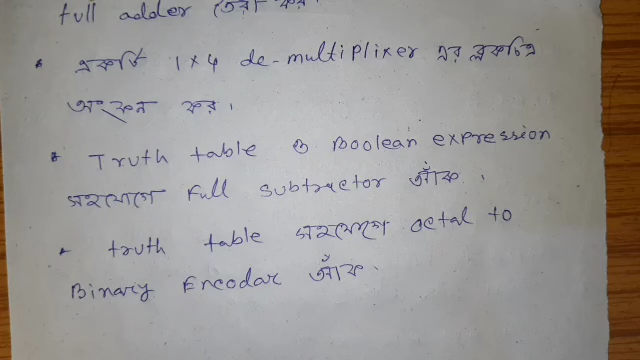 full adder তৈরী কর।
* একটি 1×4 de-multiplixer এর ব্লকচিত্র
অংকন কর।
* Truth table ও Boolean expression
সহযোগে Full subtractor আঁক।
* truth table সহযোগে octal to
Binary Encodar আঁক.